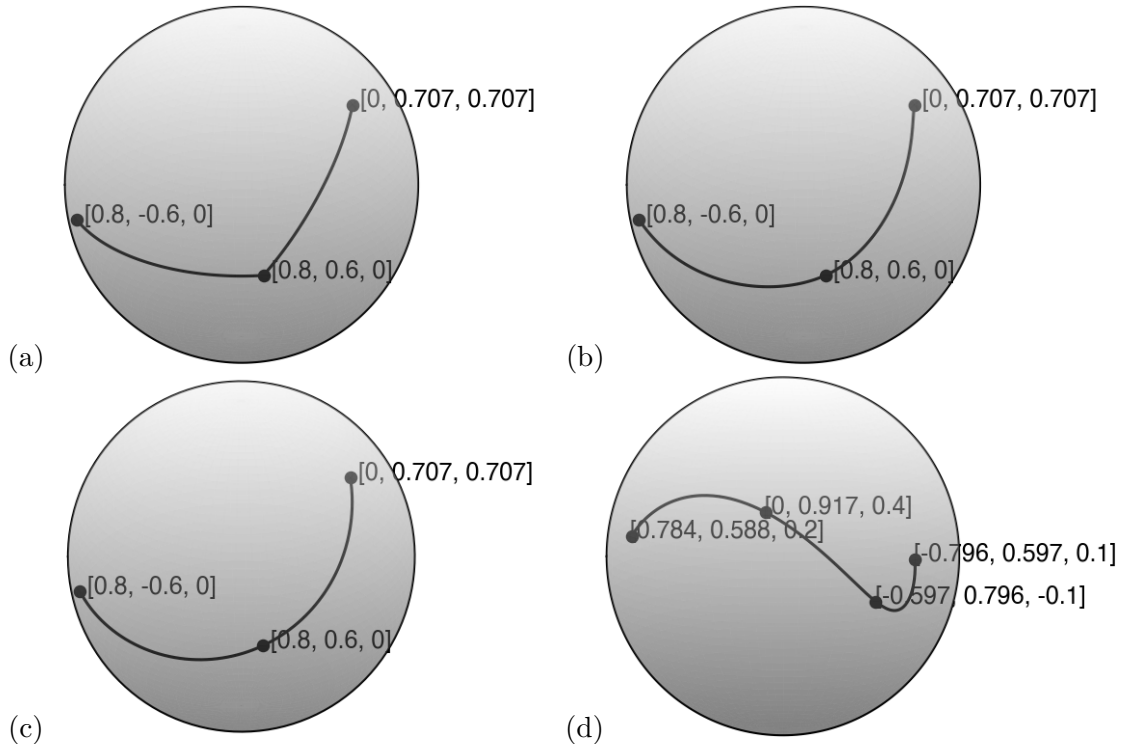 [0, 0.707, 0.707]
[0.8, -0.6, 0]
[0.8, 0.6, 0]
(a)
[0, 0.707, 0.707]
[0.8, -0.6, 0]
[0.8, 0.6, 0]
(b)
[0, 0.707, 0.707]
[0.8, -0.6, 0]
[0.8, 0.6, 0]
(c)
[0, 0.917, 0.4]
[0.784, 0.588, 0.2]
[-0.796, 0.597, 0.1]
[-0.597, 0.796, -0.1]
(d)